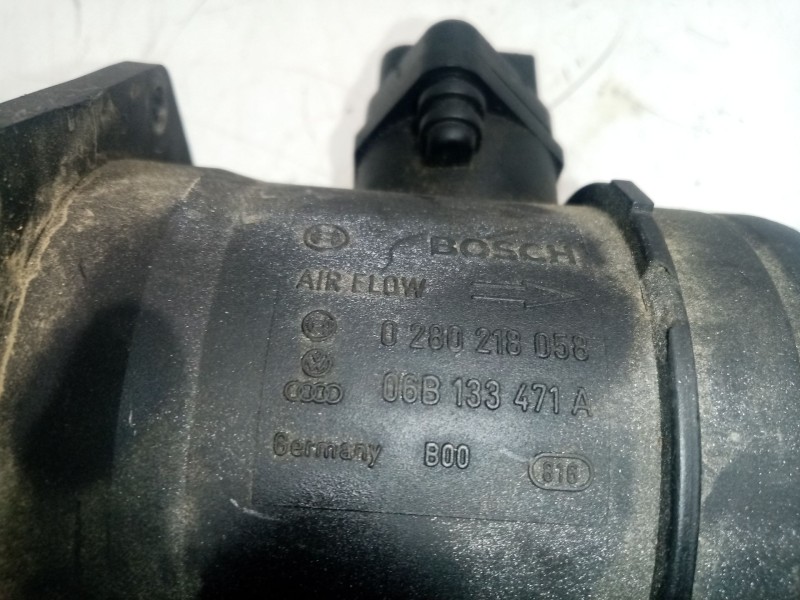 BOSCH
AIR FLOW
0 280 218 058
06B 133 471 A
Germany B00 816